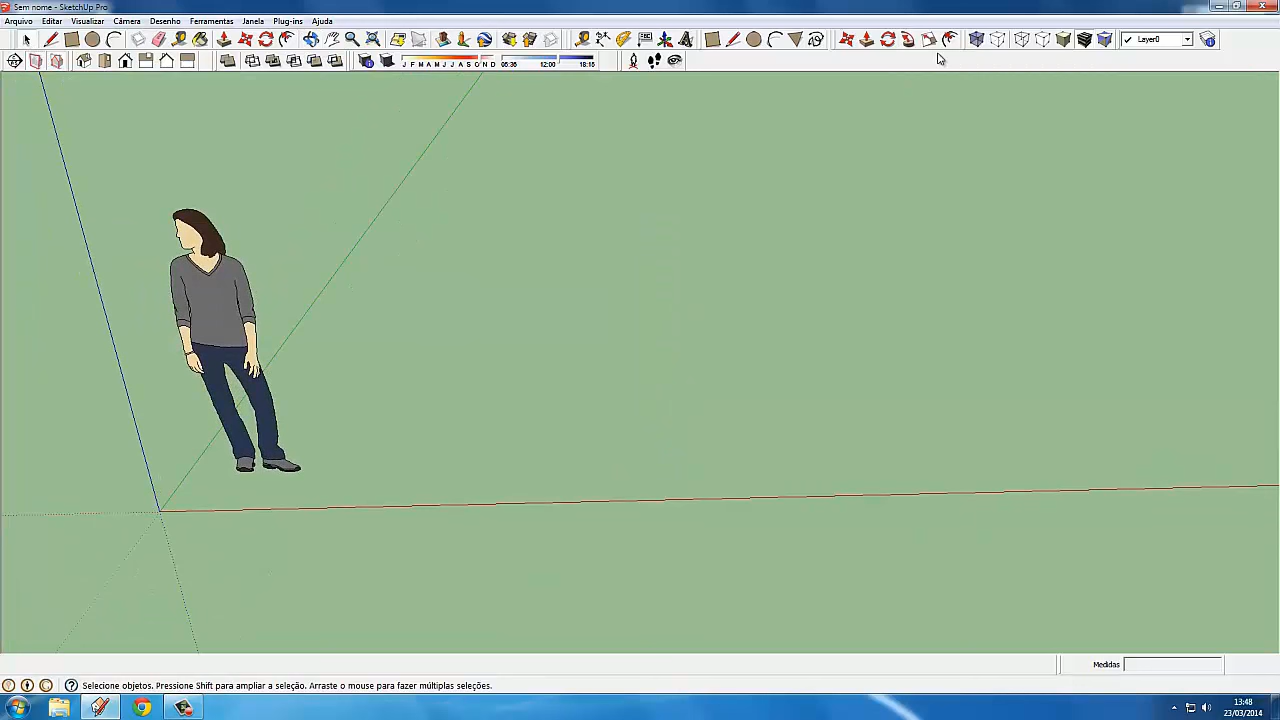 Sem nome - SketchUp Pro
Arquivo Editar Visualizar Câmera Desenho Ferramentas Janela Plug-ins Ajuda
Layer0
J F M A M J J A S O N D 05:36 12:00 18:15
Medidas
Selecione objetos. Pressione Shift para ampliar a seleção. Arraste o mouse para fazer múltiplas seleções.
13:48
23/03/2014